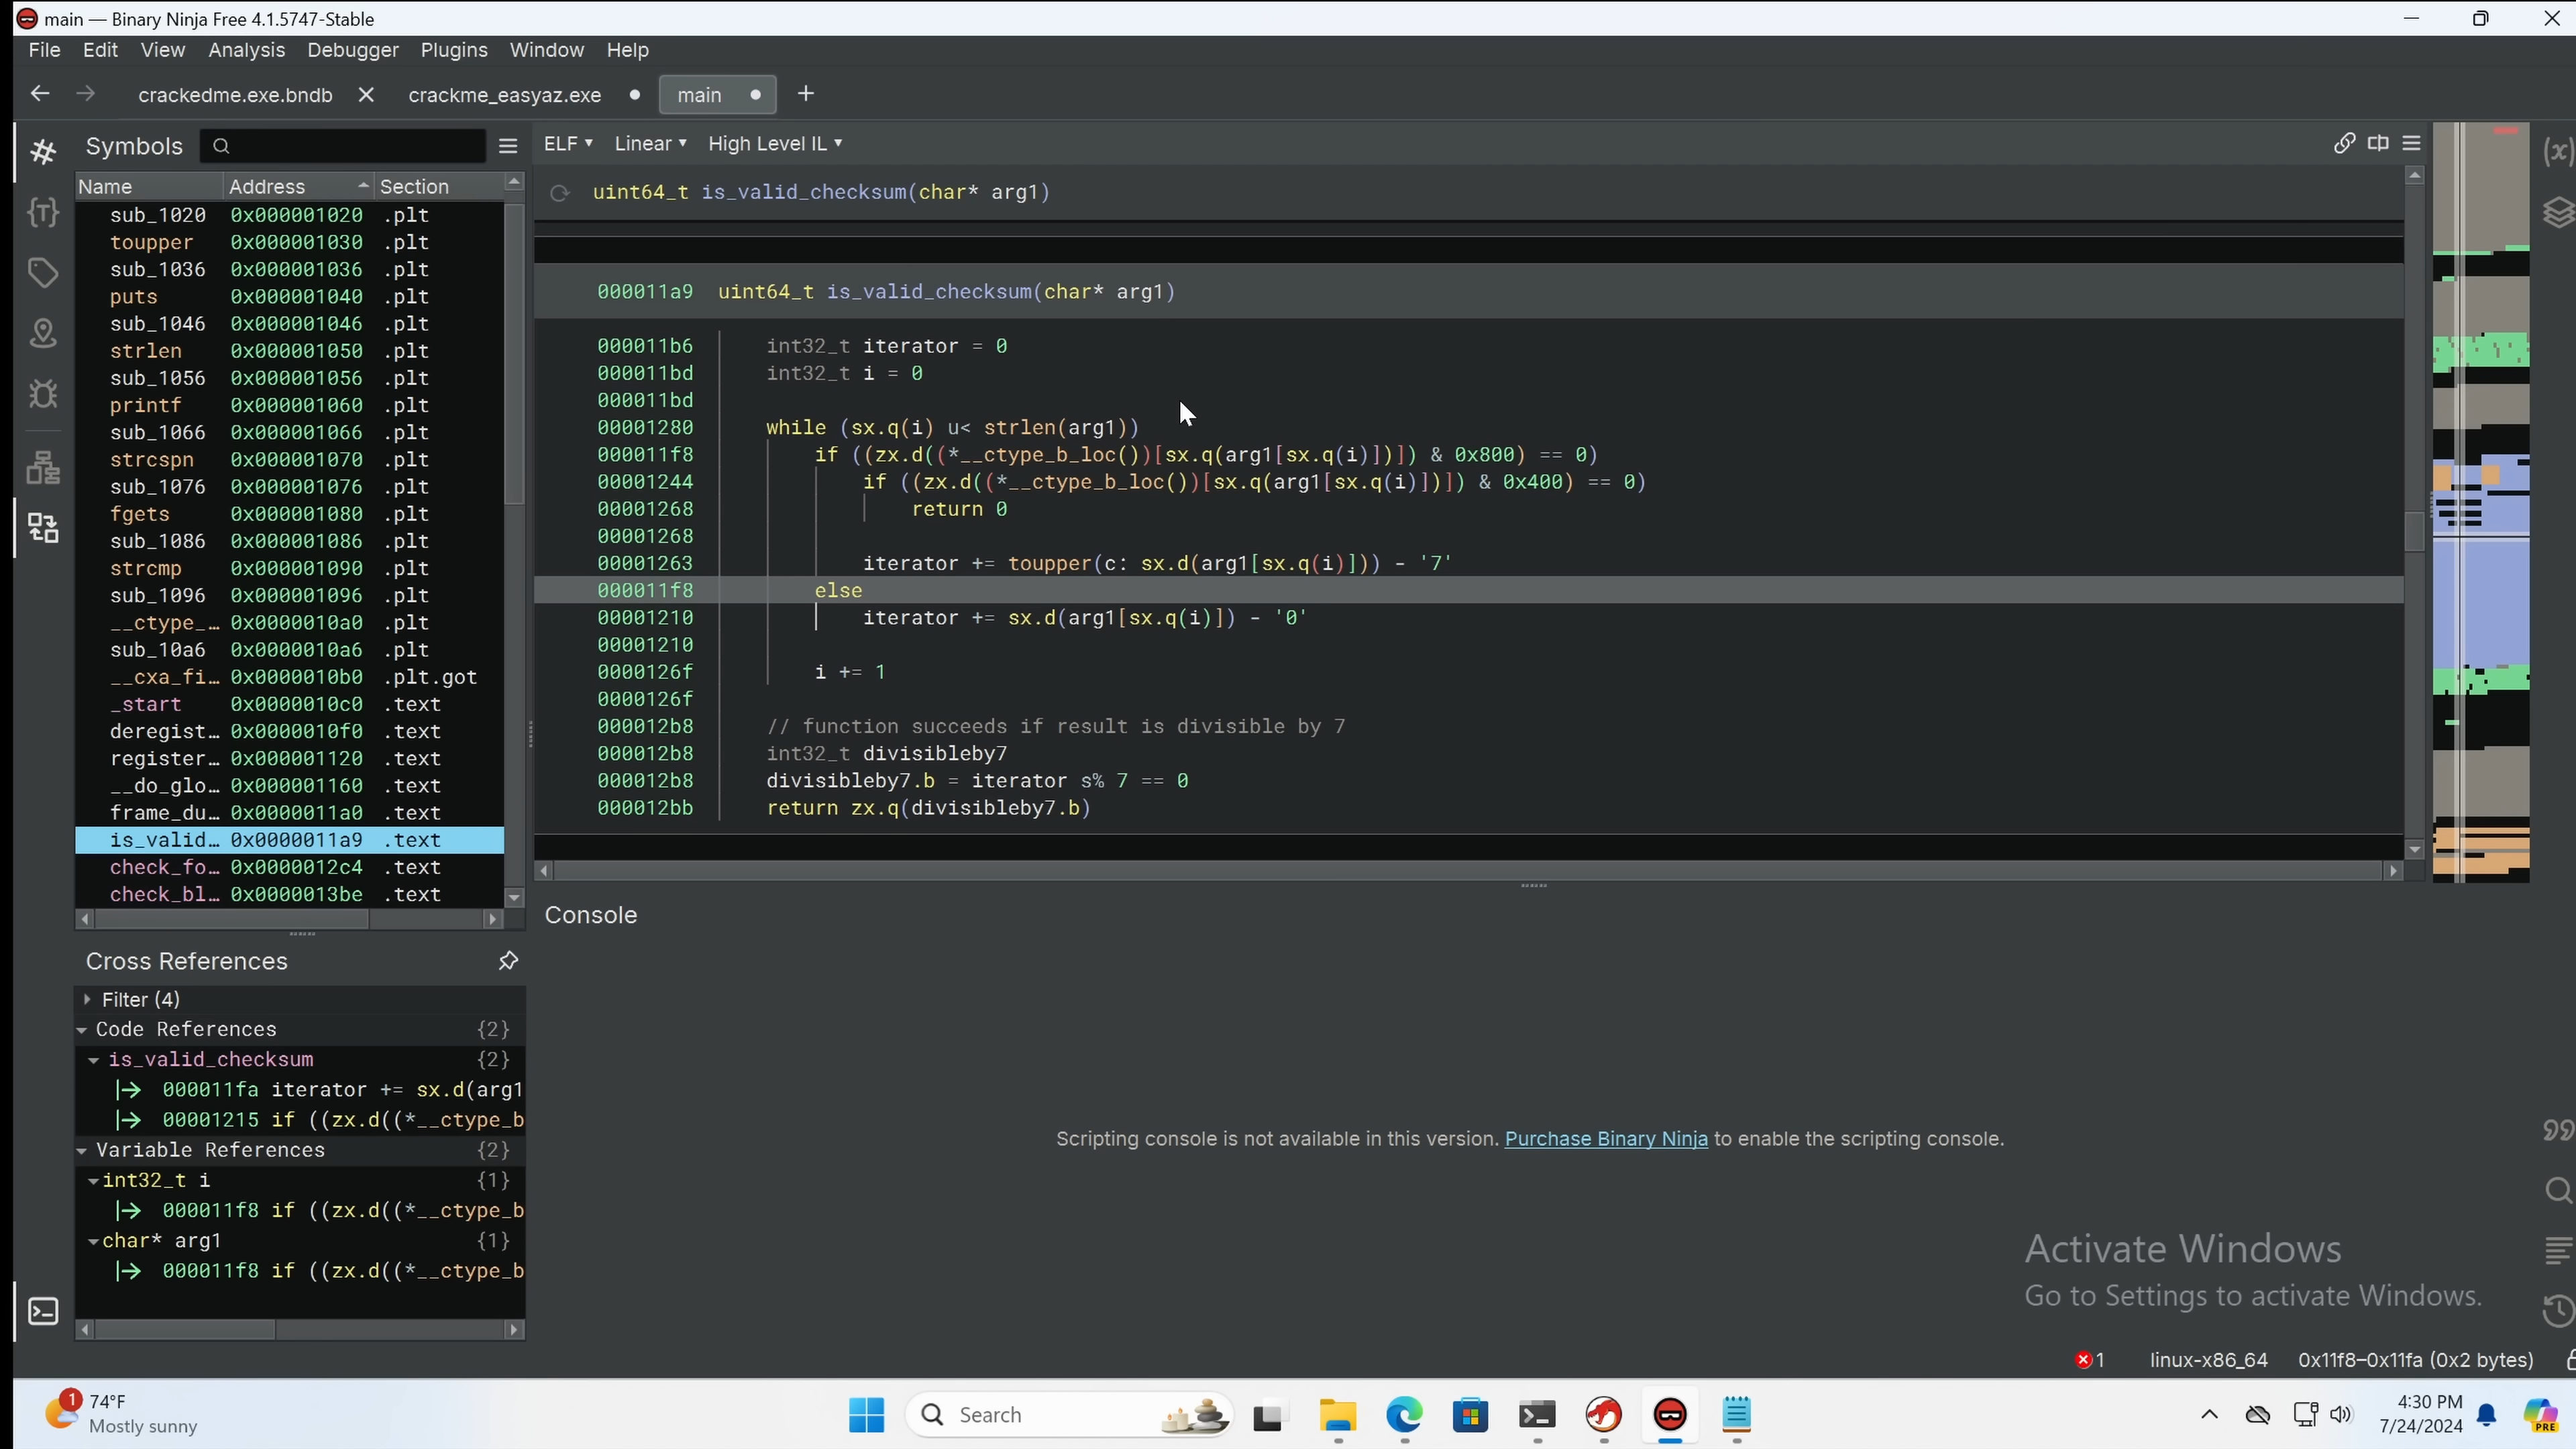 main — Binary Ninja Free 4.1.5747-Stable
File Edit View Analysis Debugger Plugins Window Help
crackedme.exe.bndb crackme_easyaz.exe main
Symbols
Name Address Section
sub_1020 0x000001020 .plt
toupper 0x000001030 .plt
sub_1036 0x000001036 .plt
puts 0x000001040 .plt
sub_1046 0x000001046 .plt
strlen 0x000001050 .plt
sub_1056 0x000001056 .plt
printf 0x000001060 .plt
sub_1066 0x000001066 .plt
strcspn 0x000001070 .plt
sub_1076 0x000001076 .plt
fgets 0x000001080 .plt
sub_1086 0x000001086 .plt
strcmp 0x000001090 .plt
sub_1096 0x000001096 .plt
__ctype_… 0x0000010a0 .plt
sub_10a6 0x0000010a6 .plt
__cxa_fi… 0x0000010b0 .plt.got
_start 0x0000010c0 .text
deregist… 0x0000010f0 .text
register… 0x000001120 .text
__do_glo… 0x000001160 .text
frame_du… 0x0000011a0 .text
is_valid… 0x0000011a9 .text
check_fo… 0x0000012c4 .text
check_bl… 0x0000013be .text
Cross References
Filter (4)
Code References {2}
is_valid_checksum {2}
000011fa iterator += sx.d(arg1
00001215 if ((zx.d((*__ctype_b
Variable References {2}
int32_t i {1}
000011f8 if ((zx.d((*__ctype_b
char* arg1 {1}
000011f8 if ((zx.d((*__ctype_b
ELF Linear High Level IL
uint64_t is_valid_checksum(char* arg1)
000011a9 uint64_t is_valid_checksum(char* arg1)
000011b6 int32_t iterator = 0
000011bd int32_t i = 0
000011bd
00001280 while (sx.q(i) u< strlen(arg1))
000011f8 if ((zx.d((*__ctype_b_loc())[sx.q(arg1[sx.q(i)])]) & 0x800) == 0)
00001244 if ((zx.d((*__ctype_b_loc())[sx.q(arg1[sx.q(i)])]) & 0x400) == 0)
00001268 return 0
00001268
00001263 iterator += toupper(c: sx.d(arg1[sx.q(i)])) - '7'
000011f8 else
00001210 iterator += sx.d(arg1[sx.q(i)]) - '0'
00001210
0000126f i += 1
0000126f
000012b8 // function succeeds if result is divisible by 7
000012b8 int32_t divisibleby7
000012b8 divisibleby7.b = iterator s% 7 == 0
000012bb return zx.q(divisibleby7.b)
Console
Scripting console is not available in this version. Purchase Binary Ninja to enable the scripting console.
Activate Windows
Go to Settings to activate Windows.
1 linux-x86_64 0x11f8–0x11fa (0x2 bytes)
1 74°F
Mostly sunny
Search
4:30 PM
7/24/2024
PRE